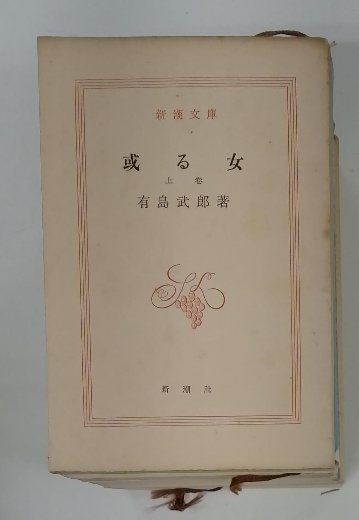 新潮文庫
或る女
上巻
有島武郎著
新潮社